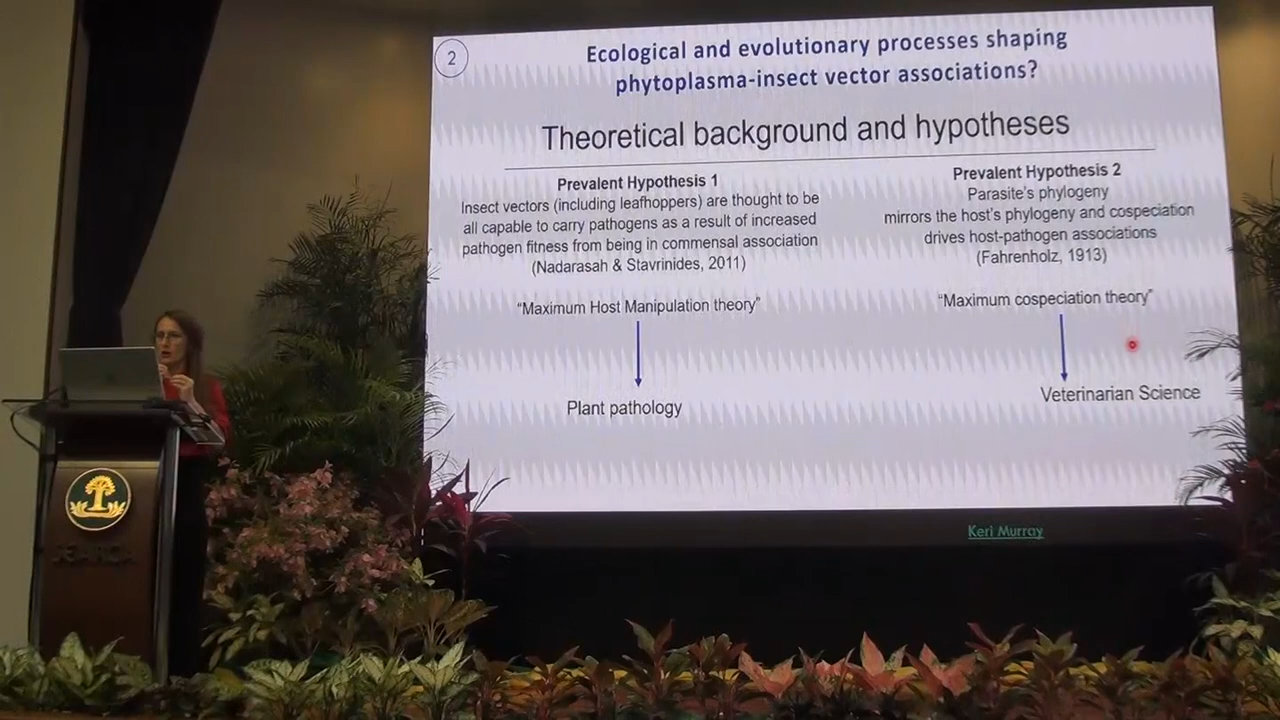 2
Ecological and evolutionary processes shaping
phytoplasma-insect vector associations?
Theoretical background and hypotheses
Prevalent Hypothesis 1
Insect vectors (including leafhoppers) are thought to be
all capable to carry pathogens as a result of increased
pathogen fitness from being in commensal association
(Nadarasah & Stavrinides, 2011)
"Maximum Host Manipulation theory"
Plant pathology
Prevalent Hypothesis 2
Parasite's phylogeny
mirrors the host's phylogeny and cospeciation
drives host-pathogen associations
(Fahrenholz, 1913)
"Maximum cospeciation theory"
Veterinarian Science
Keri Murray
SEARCA